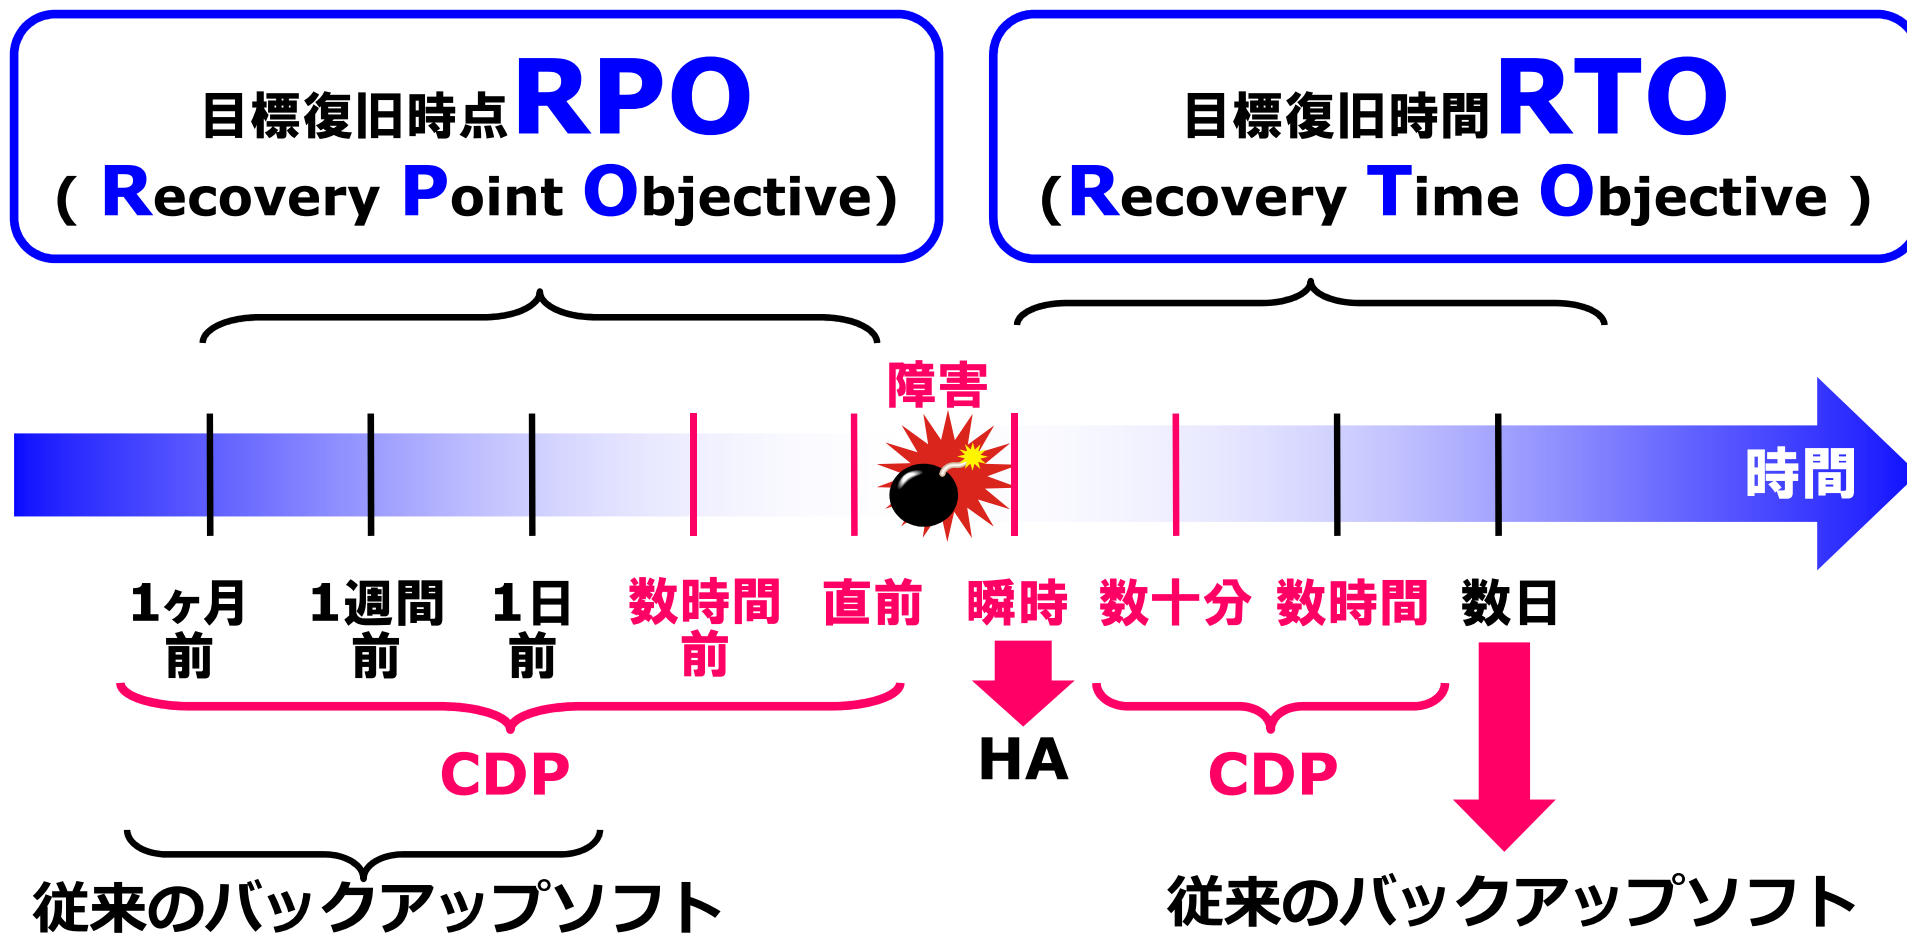 目標復旧時点RPO
( Recovery Point Objective)
目標復旧時間RTO
(Recovery Time Objective )
障害
時間
1ヶ月
前
1週間
前
1日
前
数時間
前
直前
瞬時
数十分
数時間
数日
CDP
HA
CDP
従来のバックアップソフト
従来のバックアップソフト